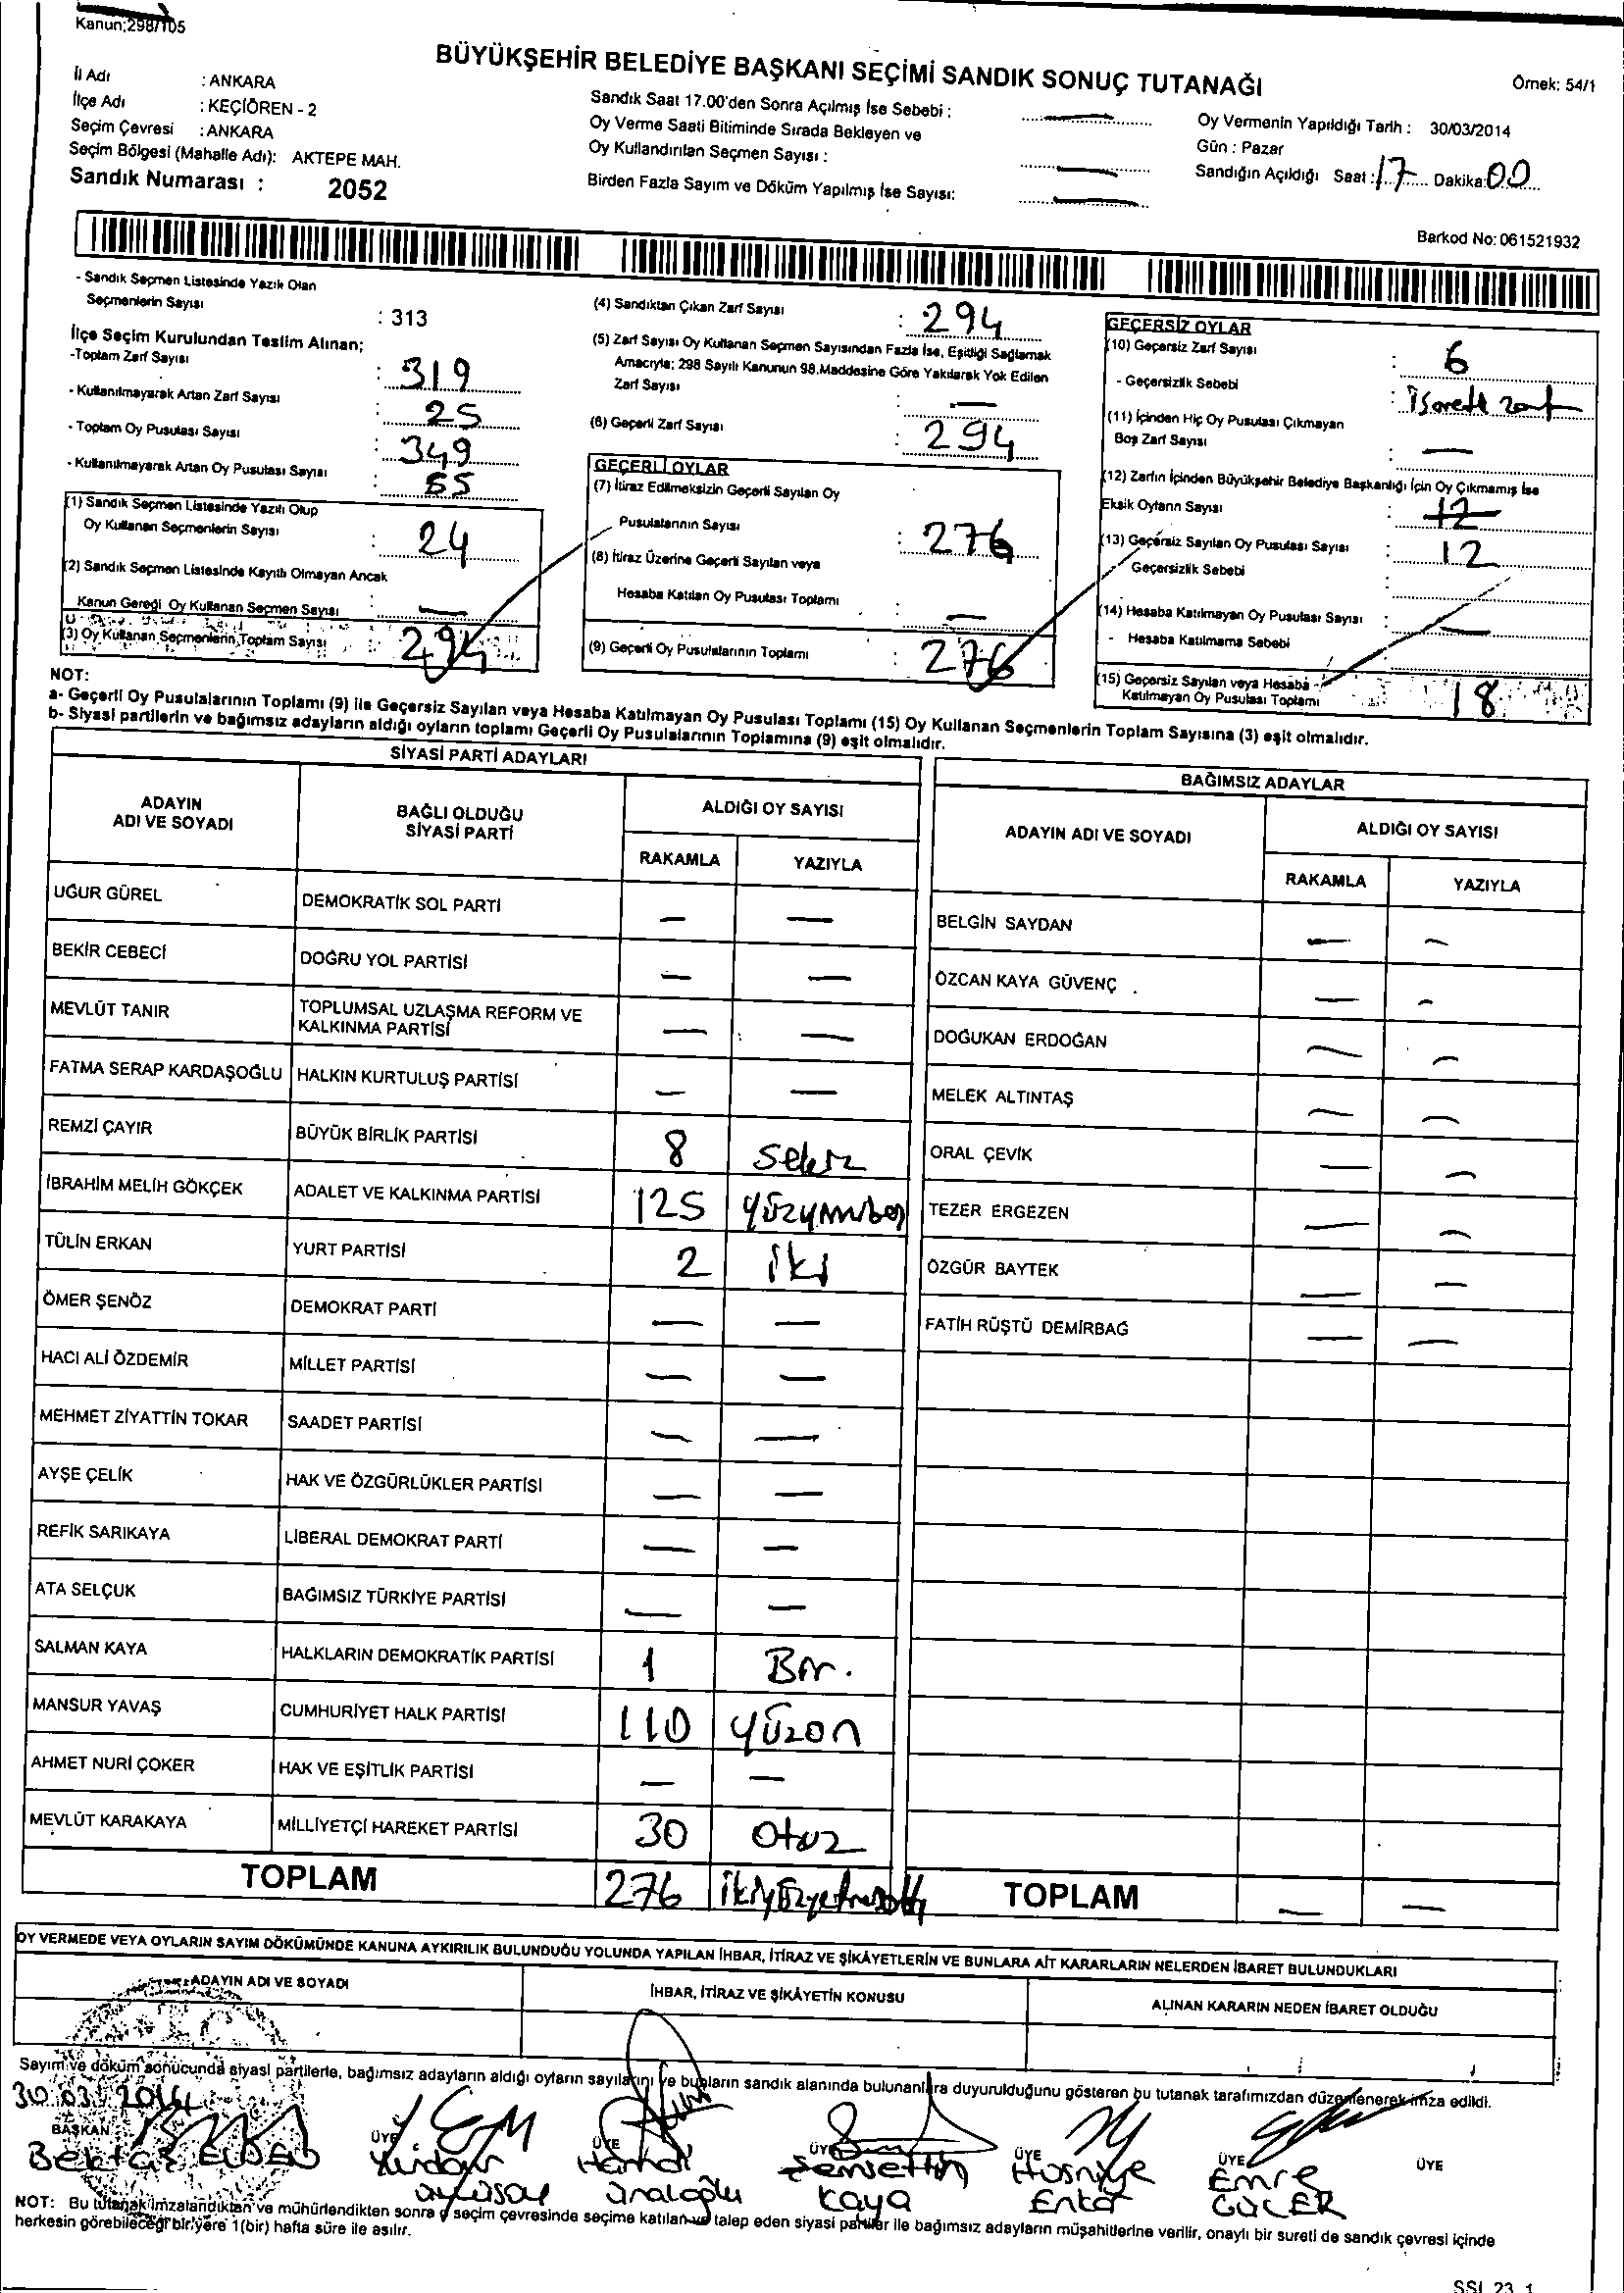 Kanun;298/105
BÜYÜKŞEHİR BELEDİYE BAŞKANI SEÇİMİ SANDIK SONUÇ TUTANAĞI
Örnek: 54/1
İl Adı : ANKARA
İlçe Adı : KEÇİÖREN - 2
Seçim Çevresi : ANKARA
Seçim Bölgesi (Mahalle Adı): AKTEPE MAH.
Sandık Numarası : 2052
Sandık Saat 17.00'den Sonra Açılmış İse Sebebi : —
Oy Verme Saati Bitiminde Sırada Bekleyen ve
Oy Kullandırılan Seçmen Sayısı : —
Birden Fazla Sayım ve Döküm Yapılmış İse Sayısı: —
Oy Vermenin Yapıldığı Tarih : 30/03/2014
Gün : Pazar
Sandığın Açıldığı Saat : 17 Dakika: 00
Barkod No: 061521932
- Sandık Seçmen Listesinde Yazılı Olan
Seçmenlerin Sayısı : 313
İlçe Seçim Kurulundan Teslim Alınan;
-Toplam Zarf Sayısı : 319
- Kullanılmayarak Artan Zarf Sayısı : 25
- Toplam Oy Pusulası Sayısı : 349
- Kullanılmayarak Artan Oy Pusulası Sayısı : 55
(1) Sandık Seçmen Listesinde Yazılı Olup
Oy Kullanan Seçmenlerin Sayısı : 24
(2) Sandık Seçmen Listesinde Kayıtlı Olmayan Ancak
Kanun Gereği Oy Kullanan Seçmen Sayısı : —
(3) Oy Kullanan Seçmenlerin Toplam Sayısı 294
(4) Sandıktan Çıkan Zarf Sayısı : 294
(5) Zarf Sayısı Oy Kullanan Seçmen Sayısından Fazla İse, Eşitliği Sağlamak
Amacıyla; 298 Sayılı Kanunun 98.Maddesine Göre Yakılarak Yok Edilen
Zarf Sayısı : —
(6) Geçerli Zarf Sayısı : 294
GEÇERLİ OYLAR
(7) İtiraz Edilmeksizin Geçerli Sayılan Oy
Pusulalarının Sayısı : 276
(8) İtiraz Üzerine Geçerli Sayılan veya
Hesaba Katılan Oy Pusulası Toplamı : —
(9) Geçerli Oy Pusulalarının Toplamı : 276
GEÇERSİZ OYLAR
(10) Geçersiz Zarf Sayısı : 6
- Geçersizlik Sebebi : işaretli zarf
(11) İçinden Hiç Oy Pusulası Çıkmayan
Boş Zarf Sayısı : —
(12) Zarfın İçinden Büyükşehir Belediye Başkanlığı İçin Oy Çıkmamış İse
Eksik Oyların Sayısı : 12
(13) Geçersiz Sayılan Oy Pusulası Sayısı : 12
Geçersizlik Sebebi :
(14) Hesaba Katılmayan Oy Pusulası Sayısı : —
- Hesaba Katılmama Sebebi
(15) Geçersiz Sayılan veya Hesaba
Katılmayan Oy Pusulası Toplamı 18
NOT:
a- Geçerli Oy Pusulalarının Toplamı (9) ile Geçersiz Sayılan veya Hesaba Katılmayan Oy Pusulası Toplamı (15) Oy Kullanan Seçmenlerin Toplam Sayısına (3) eşit olmalıdır.
b- Siyasi partilerin ve bağımsız adayların aldığı oyların toplamı Geçerli Oy Pusulalarının Toplamına (9) eşit olmalıdır.
SİYASİ PARTİ ADAYLARI
ADAYIN ADI VE SOYADI
BAĞLI OLDUĞU SİYASİ PARTİ
ALDIĞI OY SAYISI
RAKAMLA YAZIYLA
UĞUR GÜREL DEMOKRATİK SOL PARTİ — —
BEKİR CEBECİ DOĞRU YOL PARTİSİ — —
MEVLÜT TANIR TOPLUMSAL UZLAŞMA REFORM VE KALKINMA PARTİSİ — —
FATMA SERAP KARDAŞOĞLU HALKIN KURTULUŞ PARTİSİ — —
REMZİ ÇAYIR BÜYÜK BİRLİK PARTİSİ 8 Sekiz
İBRAHİM MELİH GÖKÇEK ADALET VE KALKINMA PARTİSİ 125 yüzyirmibeş
TÜLİN ERKAN YURT PARTİSİ 2 iki
ÖMER ŞENÖZ DEMOKRAT PARTİ — —
HACI ALİ ÖZDEMİR MİLLET PARTİSİ — —
MEHMET ZİYATTİN TOKAR SAADET PARTİSİ — —
AYŞE ÇELİK HAK VE ÖZGÜRLÜKLER PARTİSİ — —
REFİK SARIKAYA LİBERAL DEMOKRAT PARTİ — —
ATA SELÇUK BAĞIMSIZ TÜRKİYE PARTİSİ — —
SALMAN KAYA HALKLARIN DEMOKRATİK PARTİSİ 1 Bir.
MANSUR YAVAŞ CUMHURİYET HALK PARTİSİ 110 yüzon
AHMET NURİ ÇOKER HAK VE EŞİTLİK PARTİSİ — —
MEVLÜT KARAKAYA MİLLİYETÇİ HAREKET PARTİSİ 30 Otuz
TOPLAM 276 ikiyüzyetmişaltı
BAĞIMSIZ ADAYLAR
ADAYIN ADI VE SOYADI
ALDIĞI OY SAYISI
RAKAMLA YAZIYLA
BELGİN SAYDAN — —
ÖZCAN KAYA GÜVENÇ — —
DOĞUKAN ERDOĞAN — —
MELEK ALTINTAŞ — —
ORAL ÇEVİK — —
TEZER ERGEZEN — —
ÖZGÜR BAYTEK — —
FATİH RÜŞTÜ DEMİRBAĞ — —
TOPLAM — —
OY VERMEDE VEYA OYLARIN SAYIM DÖKÜMÜNDE KANUNA AYKIRILIK BULUNDUĞU YOLUNDA YAPILAN İHBAR, İTİRAZ VE ŞİKÂYETLERİN VE BUNLARA AİT KARARLARIN NELERDEN İBARET BULUNDUKLARI
ADAYIN ADI VE SOYADI
İHBAR, İTİRAZ VE ŞİKÂYETİN KONUSU
ALINAN KARARIN NEDEN İBARET OLDUĞU
Sayım ve döküm sonucunda siyasi partilerle, bağımsız adayların aldığı oyların sayılarını ve bunların sandık alanında bulunanlara duyurulduğunu gösteren bu tutanak tarafımızdan düzenlenerek imza edildi.
30.03.2014
BAŞKAN ÜYE ÜYE ÜYE ÜYE ÜYE ÜYE
Bektaş Hamdi Şemsettin Hüsniye Emre
Ünaloğlu Kaya GÜCER
NOT: Bu tutanak imzalandıktan ve mühürlendikten sonra o seçim çevresinde seçime katılan ve talep eden siyasi partiler ile bağımsız adayların müşahitlerine verilir, onaylı bir sureti de sandık çevresi içinde
herkesin görebileceği bir yere 1(bir) hafta süre ile asılır.
SSI 23 1